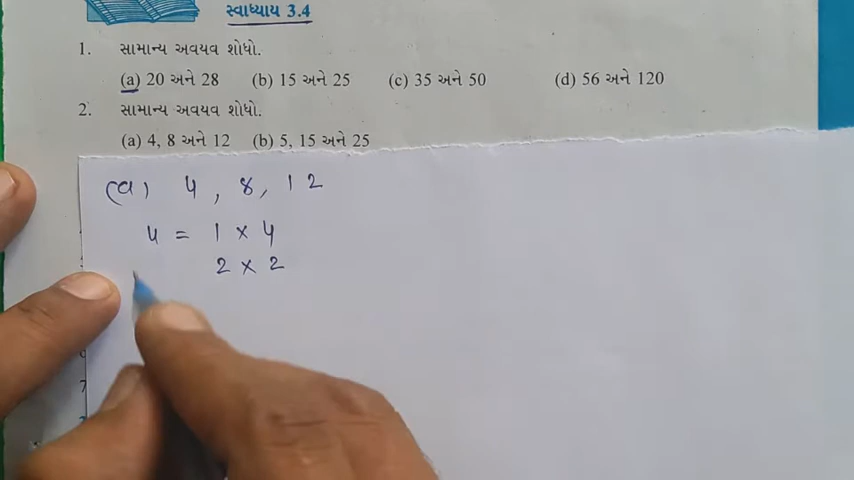 સ્વાધ્યાય 3.4
1. સામાન્ય અવયવ શોધો.
(a) 20 અને 28 (b) 15 અને 25 (c) 35 અને 50 (d) 56 અને 120
2. સામાન્ય અવયવ શોધો.
(a) 4, 8 અને 12 (b) 5, 15 અને 25
(a) 4, 8, 12
4 = 1 × 4
2 × 2
7